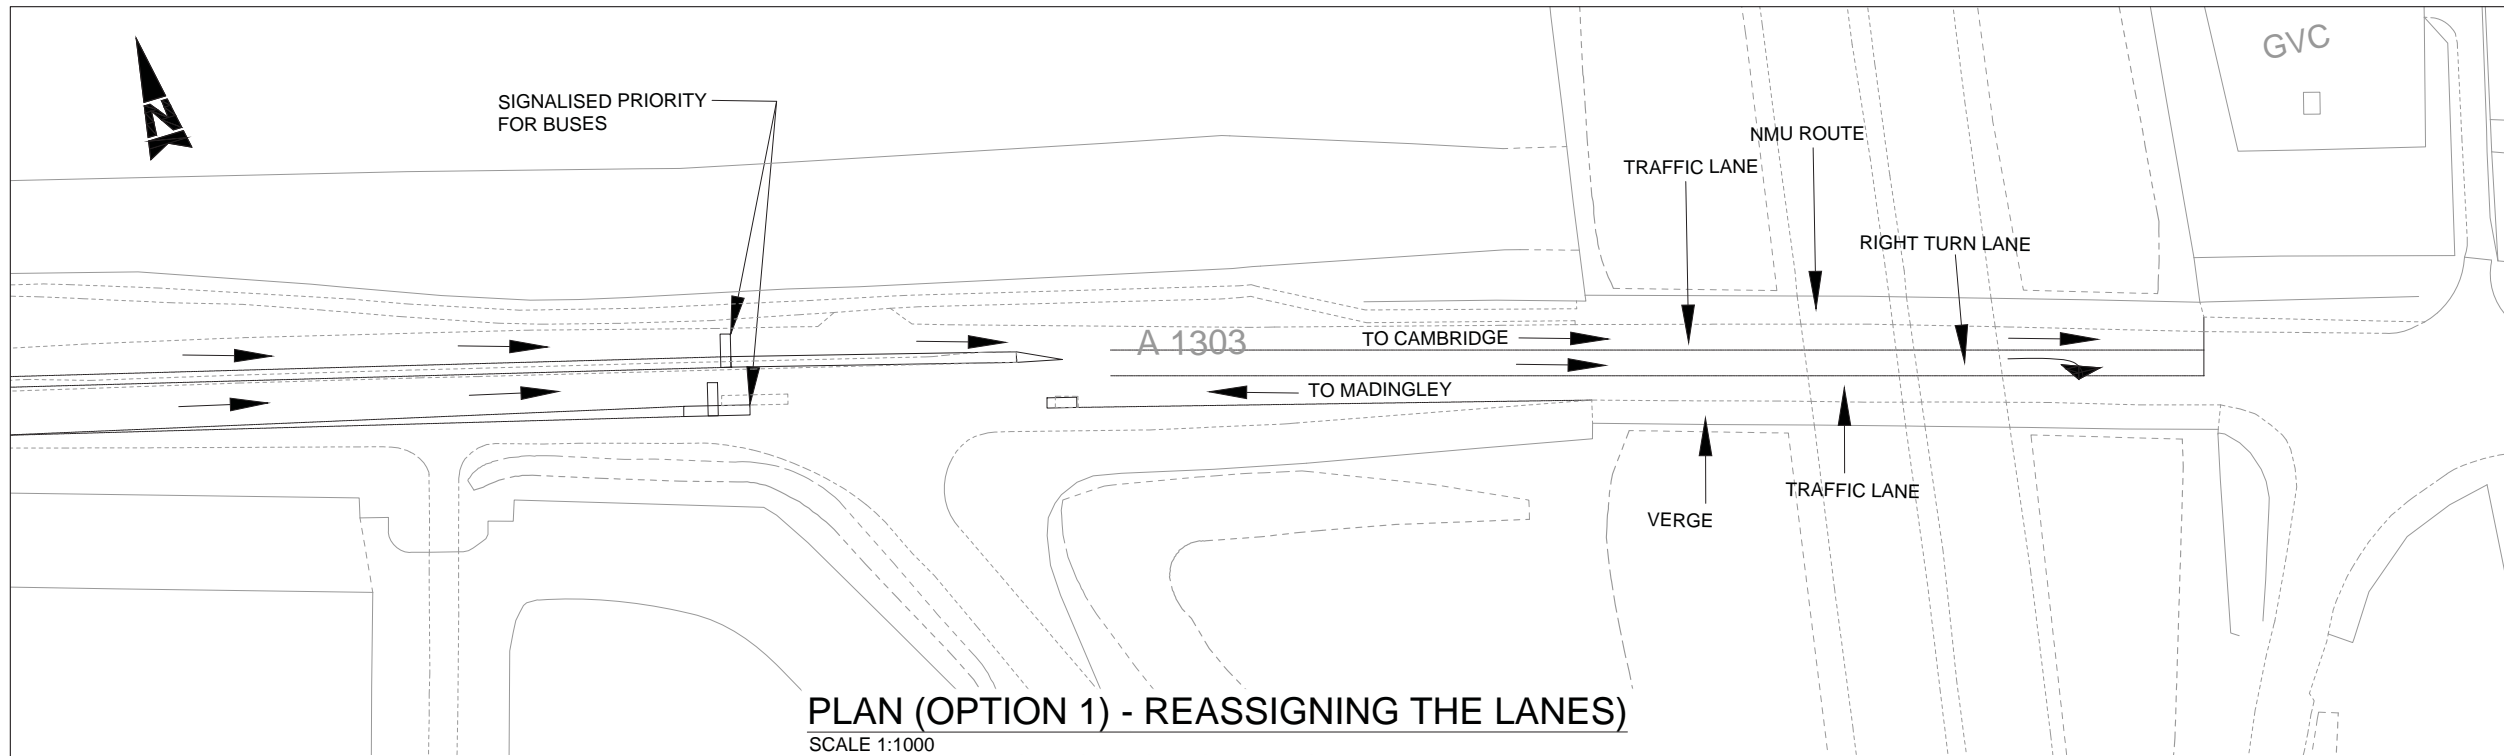 N
SIGNALISED PRIORITY
FOR BUSES
GVC
NMU ROUTE
TRAFFIC LANE
RIGHT TURN LANE
A 1303
TO CAMBRIDGE
TO MADINGLEY
TRAFFIC LANE
VERGE
PLAN (OPTION 1) - REASSIGNING THE LANES)
SCALE 1:1000